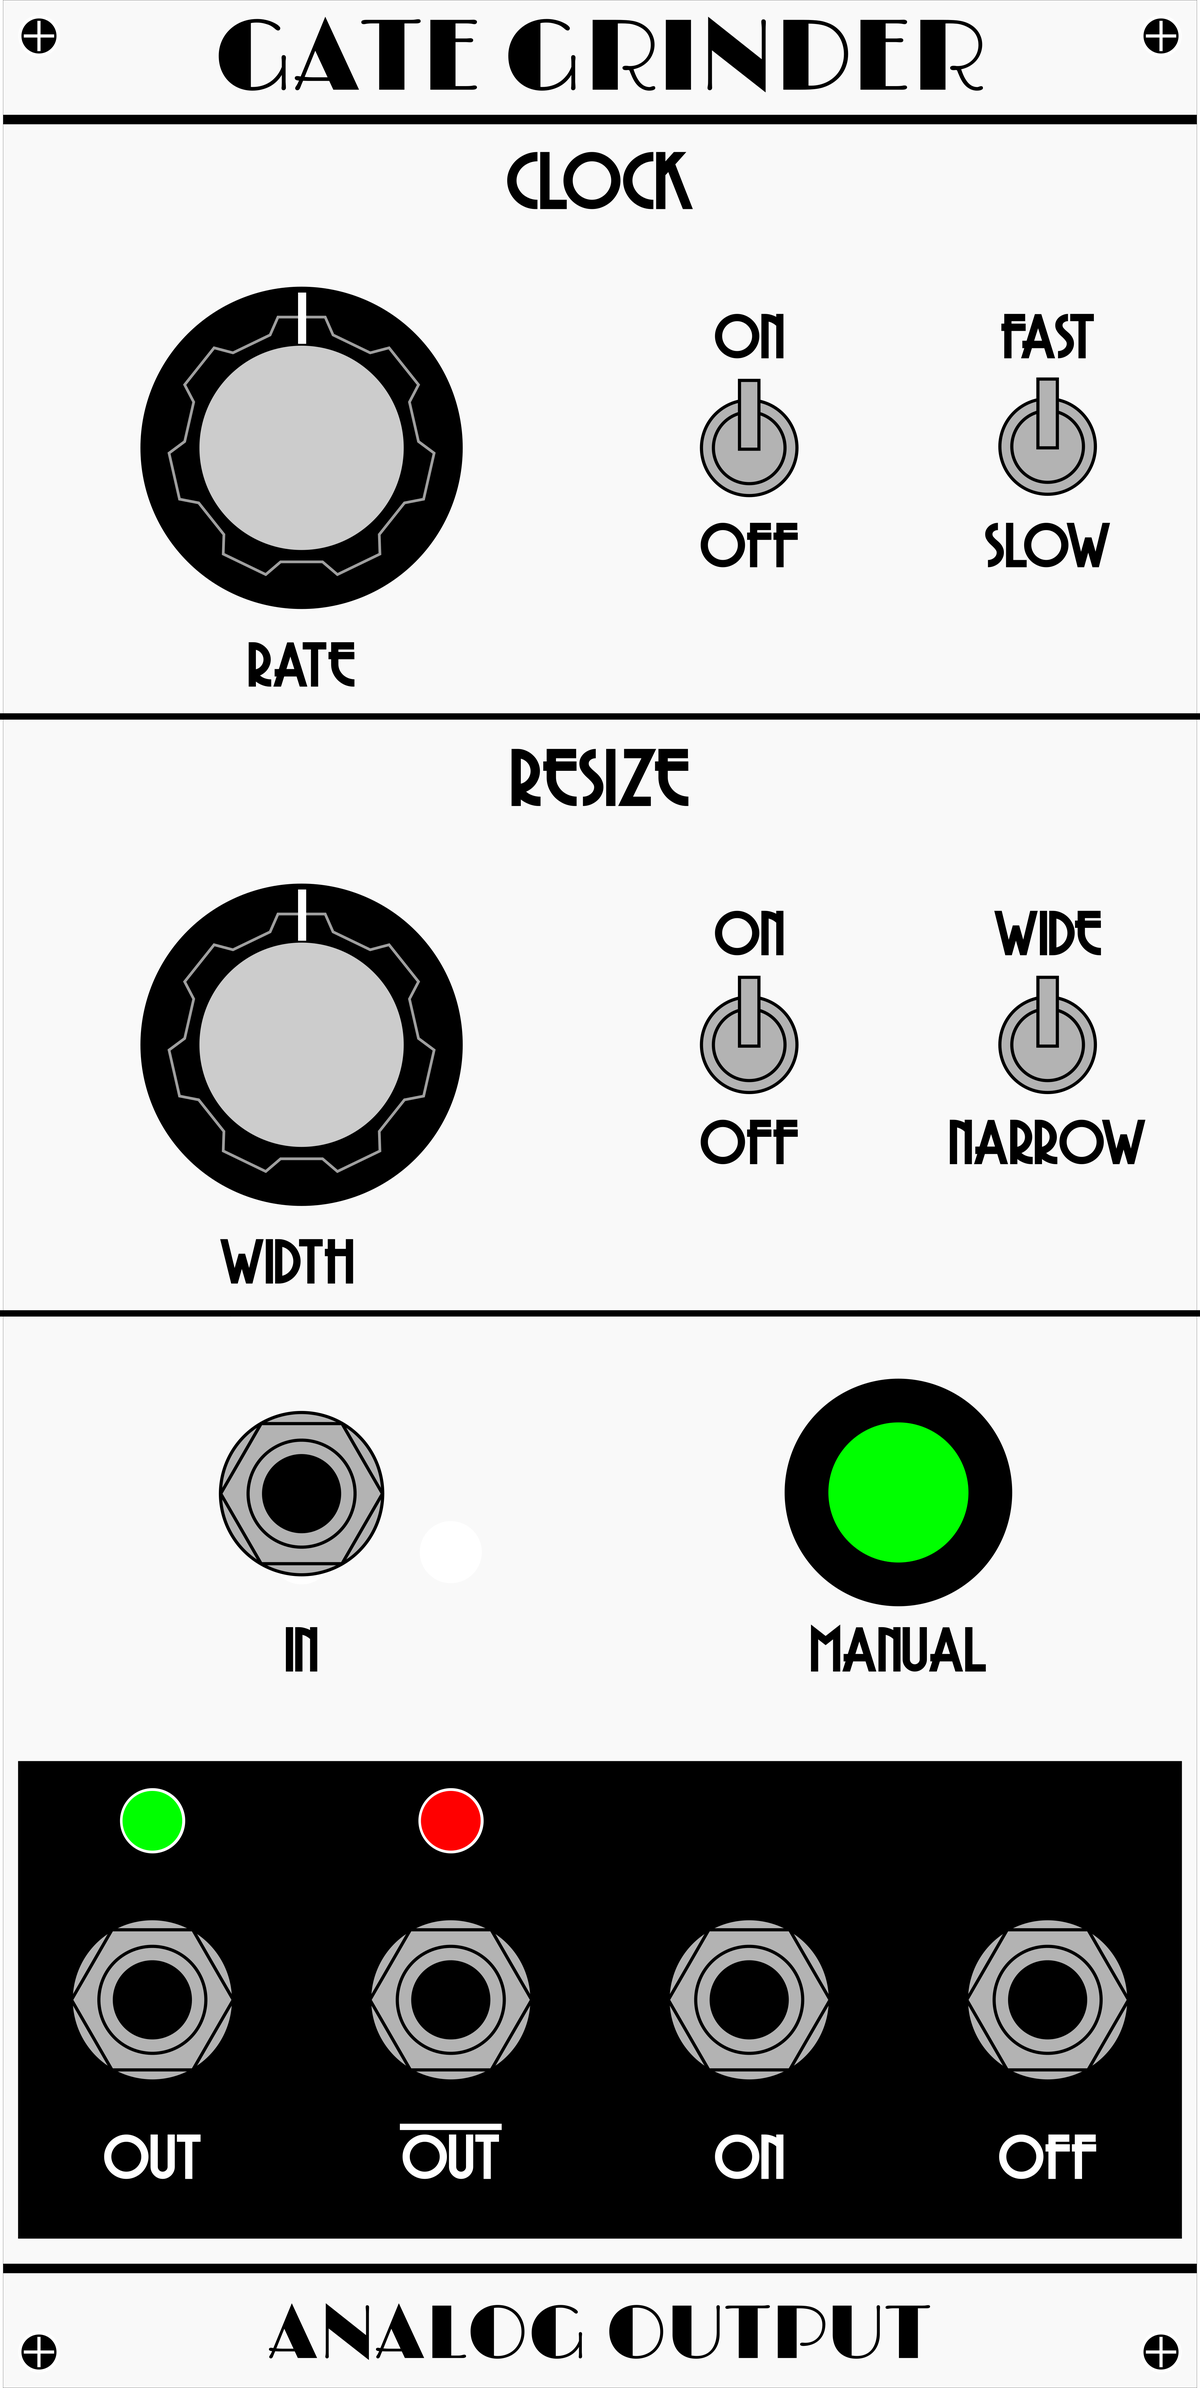 GATE GRINDER
CLOCK
ON FAST
OFF SLOW
RATE
RESIZE
ON WIDE
OFF NARROW
WIDTH
IN MANUAL
OUT OUT ON OFF
ANALOG OUTPUT